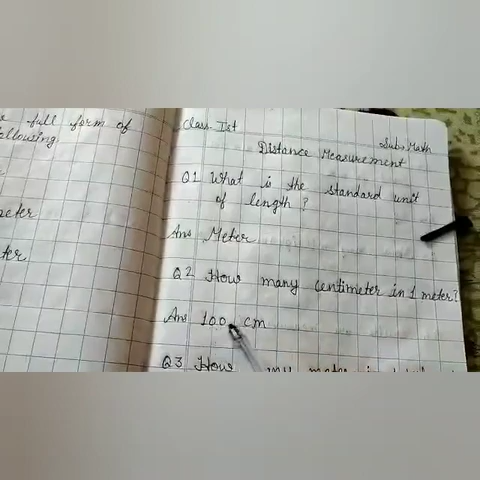 full form of
following.
Class Ist
Sub. Math
Distance Measurement
Q1 What is the standard unit
of length ?
Ans Meter
Q2 How many centimeter in 1 meter?
Ans 100 cm
Q3 How